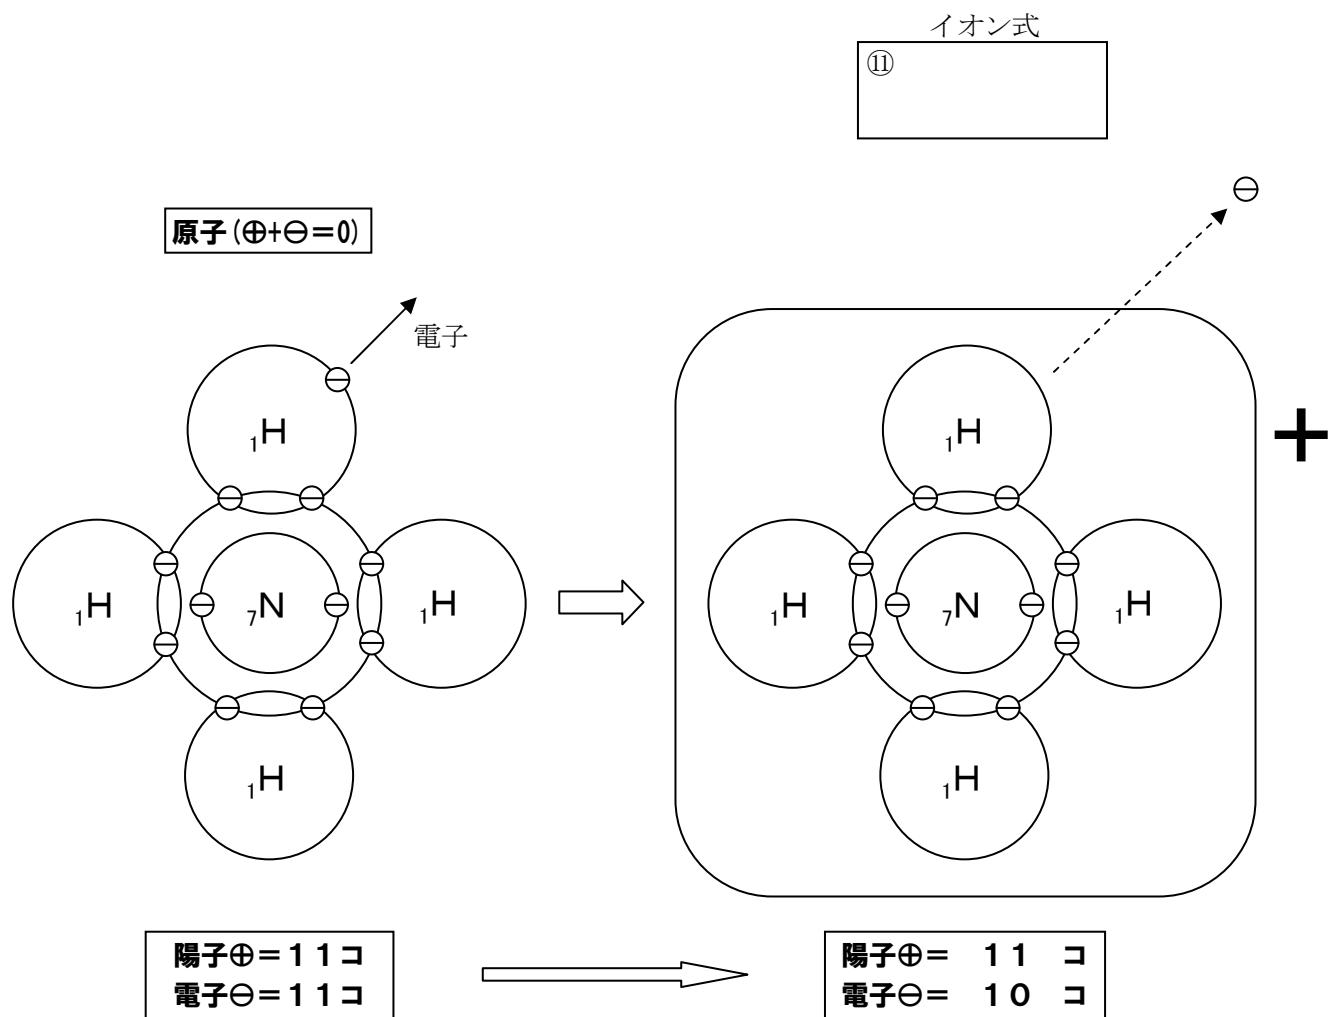 イオン式
⑪
原子(⊕+⊖=0)
電子
₁H
₁H
₇N
₁H
₁H
₁H
₁H
₇N
₁H
₁H
+
陽子⊕=11コ
電子⊖=11コ
陽子⊕= 11 コ
電子⊖= 10 コ